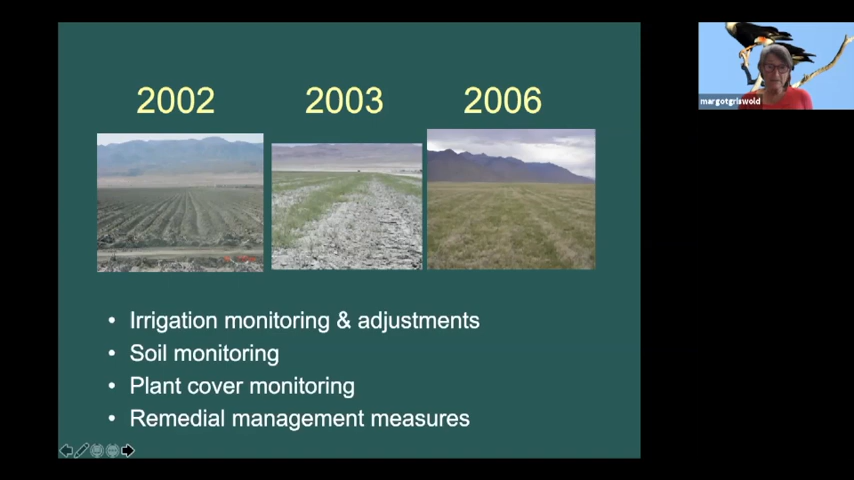 2002 2003 2006
margotgriswold
• Irrigation monitoring & adjustments
• Soil monitoring
• Plant cover monitoring
• Remedial management measures